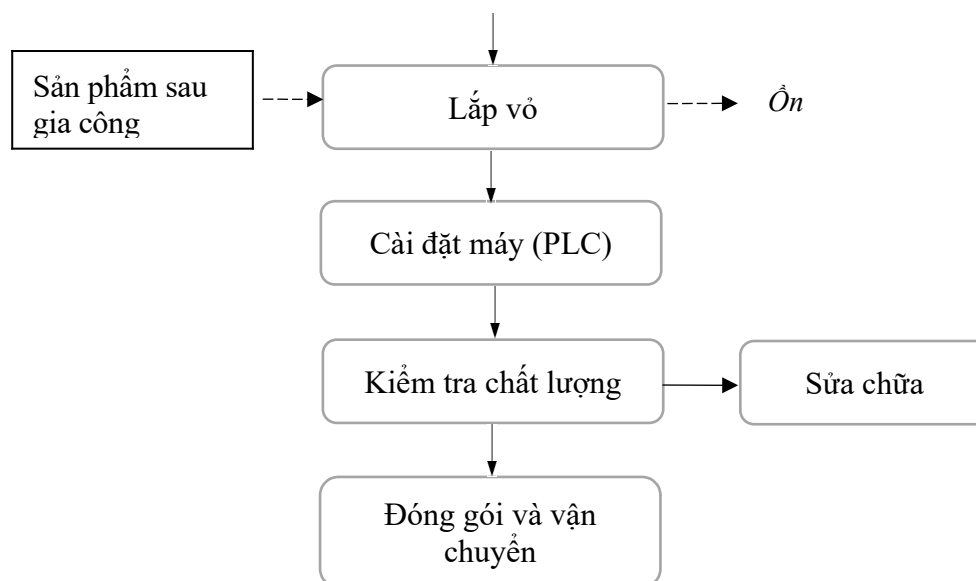 Sản phẩm sau
gia công
Lắp vỏ
Ồn
Cài đặt máy (PLC)
Kiểm tra chất lượng
Sửa chữa
Đóng gói và vận
chuyển